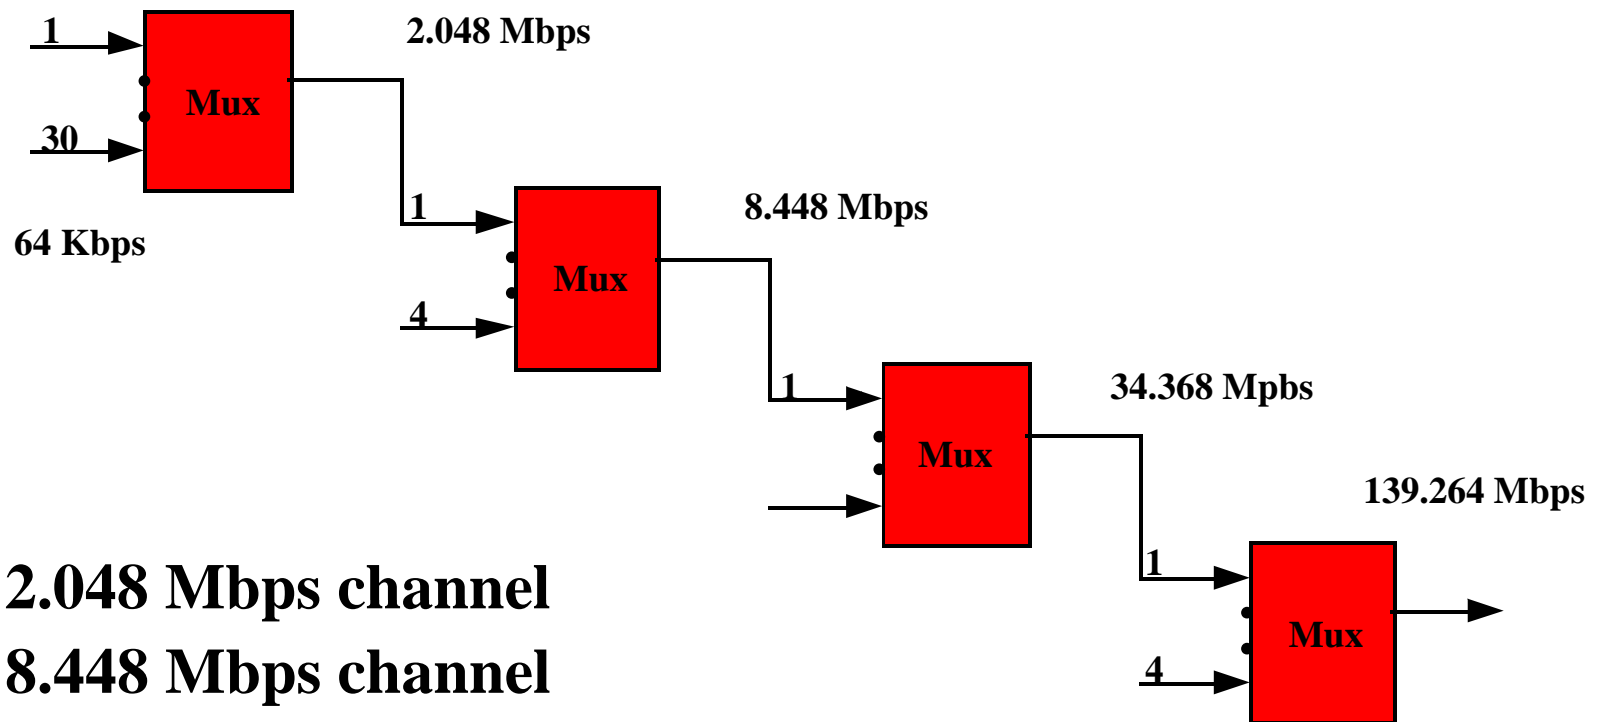 1
2.048 Mbps
Mux
30
1
8.448 Mbps
64 Kbps
Mux
4
1
34.368 Mpbs
Mux
139.264 Mbps
1
2.048 Mbps channel
Mux
8.448 Mbps channel
4